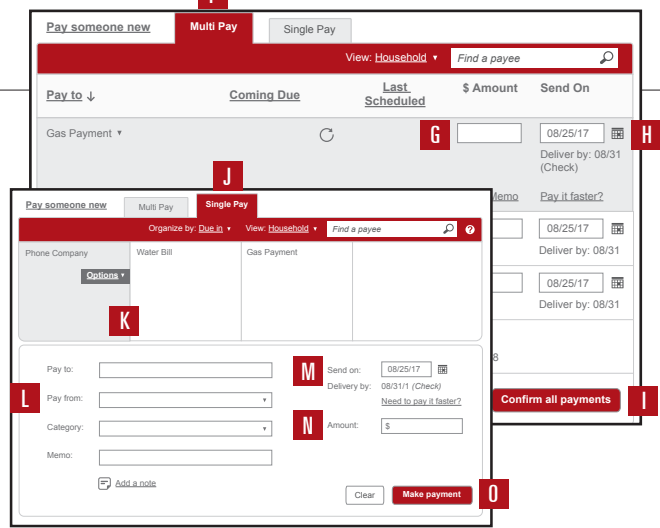 Pay someone new Multi Pay Single Pay
View: Household Find a payee
Pay to ↓ Coming Due Last Scheduled $ Amount Send On
Gas Payment G 08/25/17 H
Deliver by: 08/31
(Check)
Memo Pay it faster?
08/25/17
Deliver by: 08/31
08/25/17
Deliver by: 08/31
8
Confirm all payments I
J
Pay someone new Multi Pay Single Pay
Organize by: Due in View: Household Find a payee ?
Phone Company Water Bill Gas Payment
Options
K
Pay to: M Send on: 08/25/17
Delivery by: 08/31/1 (Check)
L Pay from: Need to pay it faster?
Category: N Amount: $
Memo:
Add a note
Clear Make payment O